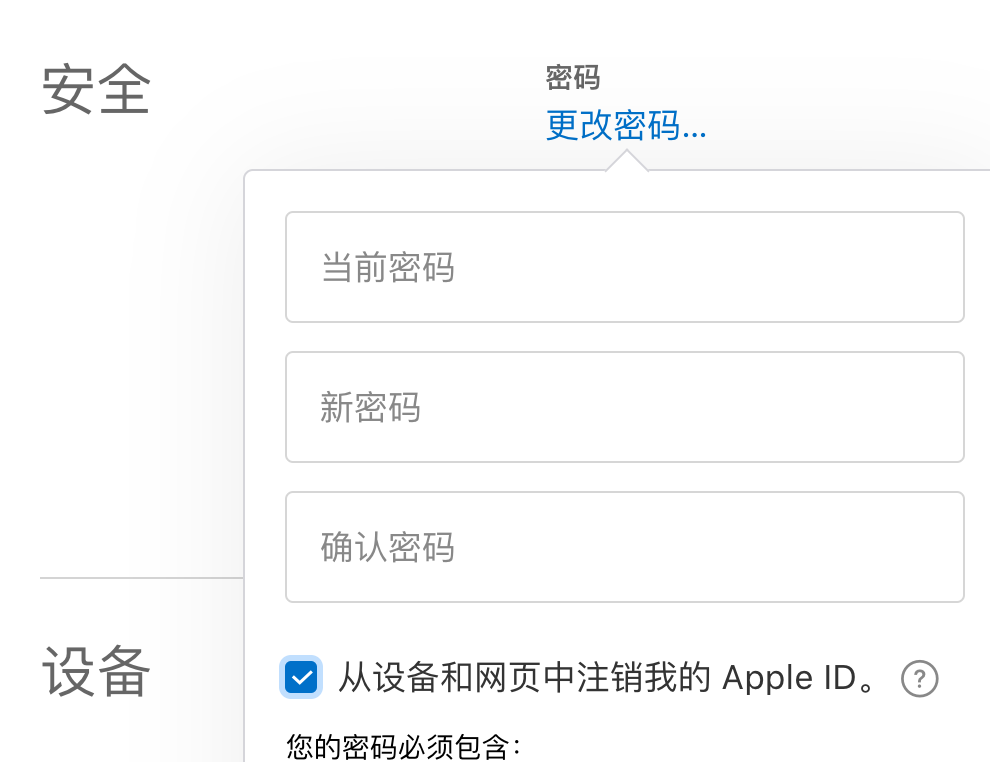 安全
密码
更改密码...
当前密码
新密码
确认密码
从设备和网页中注销我的 Apple ID。 ?
您的密码必须包含：
设备